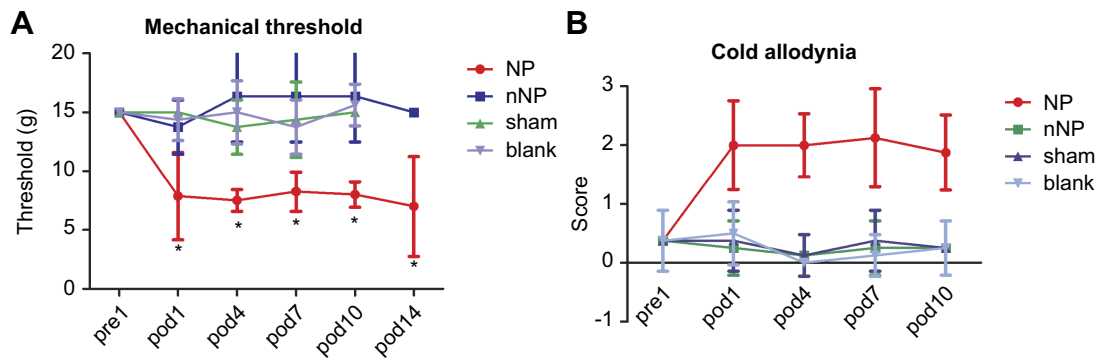 A
Mechanical threshold
Threshold (g)
20
15
10
5
0
*
*
*
*
*
pre1
pod1
pod4
pod7
pod10
pod14
NP
nNP
sham
blank
B
Cold allodynia
Score
3
2
1
0
-1
pre1
pod1
pod4
pod7
pod10
NP
nNP
sham
blank